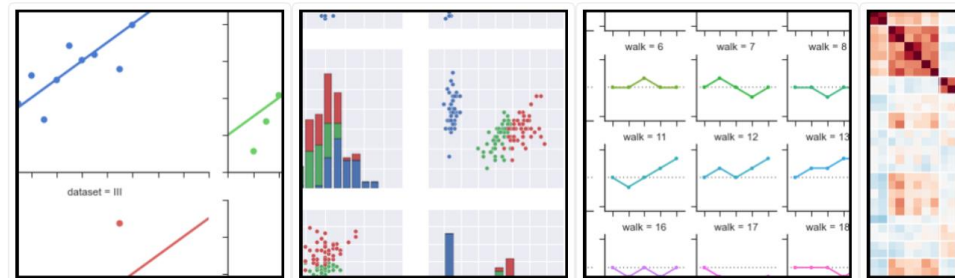 dataset = III
walk = 6
walk = 7
walk = 8
walk = 11
walk = 12
walk = 13
walk = 16
walk = 17
walk = 18